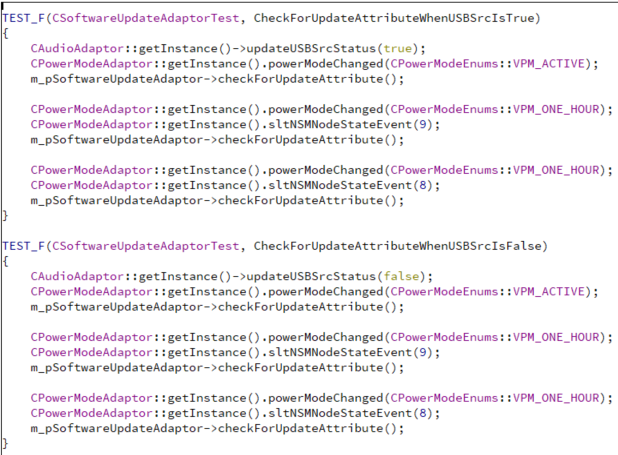 TEST_F(CSoftwareUpdateAdaptorTest, CheckForUpdateAttributeWhenUSBSrcIsTrue)
{
    CAudioAdaptor::getInstance()->updateUSBSrcStatus(true);
    CPowerModeAdaptor::getInstance().powerModeChanged(CPowerModeEnums::VPM_ACTIVE);
    m_pSoftwareUpdateAdaptor->checkForUpdateAttribute();

    CPowerModeAdaptor::getInstance().powerModeChanged(CPowerModeEnums::VPM_ONE_HOUR);
    CPowerModeAdaptor::getInstance().sltNSMNodeStateEvent(9);
    m_pSoftwareUpdateAdaptor->checkForUpdateAttribute();

    CPowerModeAdaptor::getInstance().powerModeChanged(CPowerModeEnums::VPM_ONE_HOUR);
    CPowerModeAdaptor::getInstance().sltNSMNodeStateEvent(8);
    m_pSoftwareUpdateAdaptor->checkForUpdateAttribute();
}

TEST_F(CSoftwareUpdateAdaptorTest, CheckForUpdateAttributeWhenUSBSrcIsFalse)
{
    CAudioAdaptor::getInstance()->updateUSBSrcStatus(false);
    CPowerModeAdaptor::getInstance().powerModeChanged(CPowerModeEnums::VPM_ACTIVE);
    m_pSoftwareUpdateAdaptor->checkForUpdateAttribute();

    CPowerModeAdaptor::getInstance().powerModeChanged(CPowerModeEnums::VPM_ONE_HOUR);
    CPowerModeAdaptor::getInstance().sltNSMNodeStateEvent(9);
    m_pSoftwareUpdateAdaptor->checkForUpdateAttribute();

    CPowerModeAdaptor::getInstance().powerModeChanged(CPowerModeEnums::VPM_ONE_HOUR);
    CPowerModeAdaptor::getInstance().sltNSMNodeStateEvent(8);
    m_pSoftwareUpdateAdaptor->checkForUpdateAttribute();
}